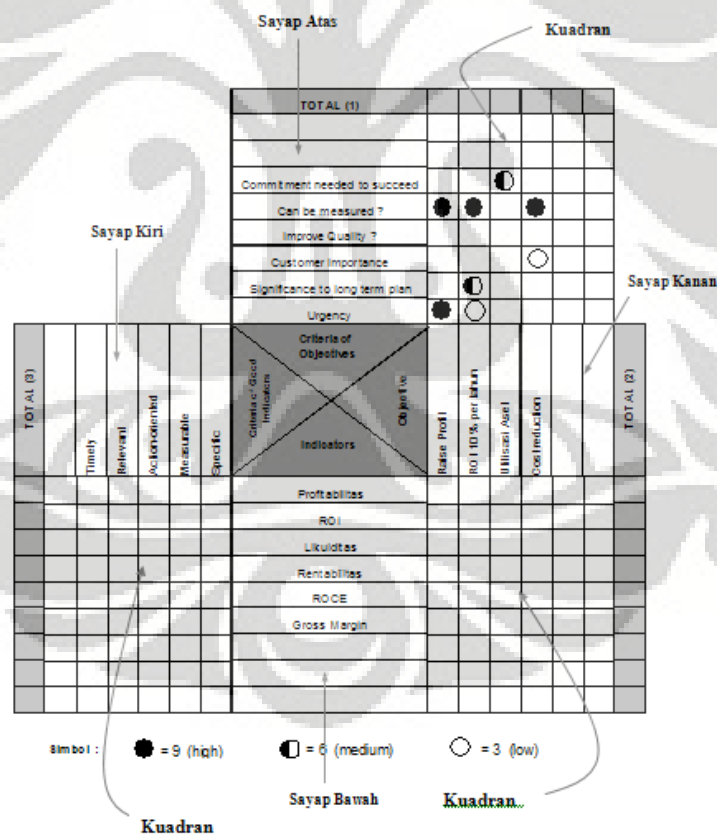 Sayap Atas
Kuadran
TOTAL (1)
Commitment needed to succeed
Can be measured ?
Improve Quality ?
Sayap Kiri
Customer Importance
Significance to long term plan
Sayap Kanan
Urgency
TOTAL (3)
Timely
Relevant
Action-oriented
Measurable
Specific
Criteria of
Objectives
Criteria of Good
Indicators
Objective
Indicators
Raise Profit
ROI 10% per tahun
Utilisasi Aset
Cost reduction
TOTAL (2)
Profitabilitas
ROI
Likuiditas
Rentabilitas
ROCE
Gross Margin
Simbol :
= 9 (high)
= 6 (medium)
= 3 (low)
Sayap Bawah
Kuadran
Kuadran